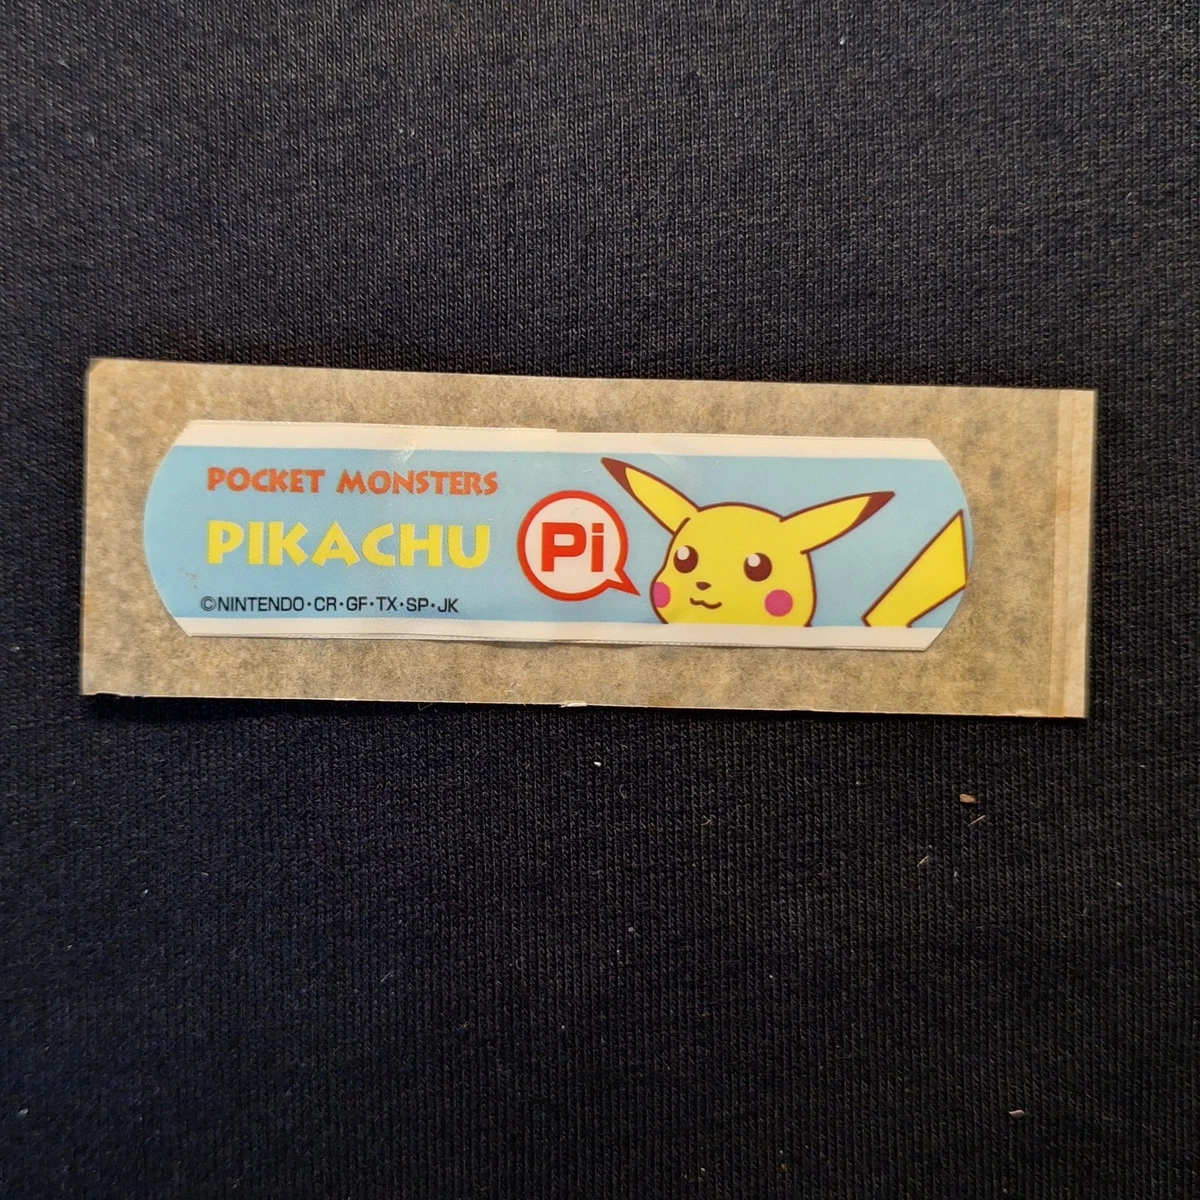 POCKET MONSTERS
PIKACHU
Pi
©NINTENDO・CR・GF・TX・SP・JK